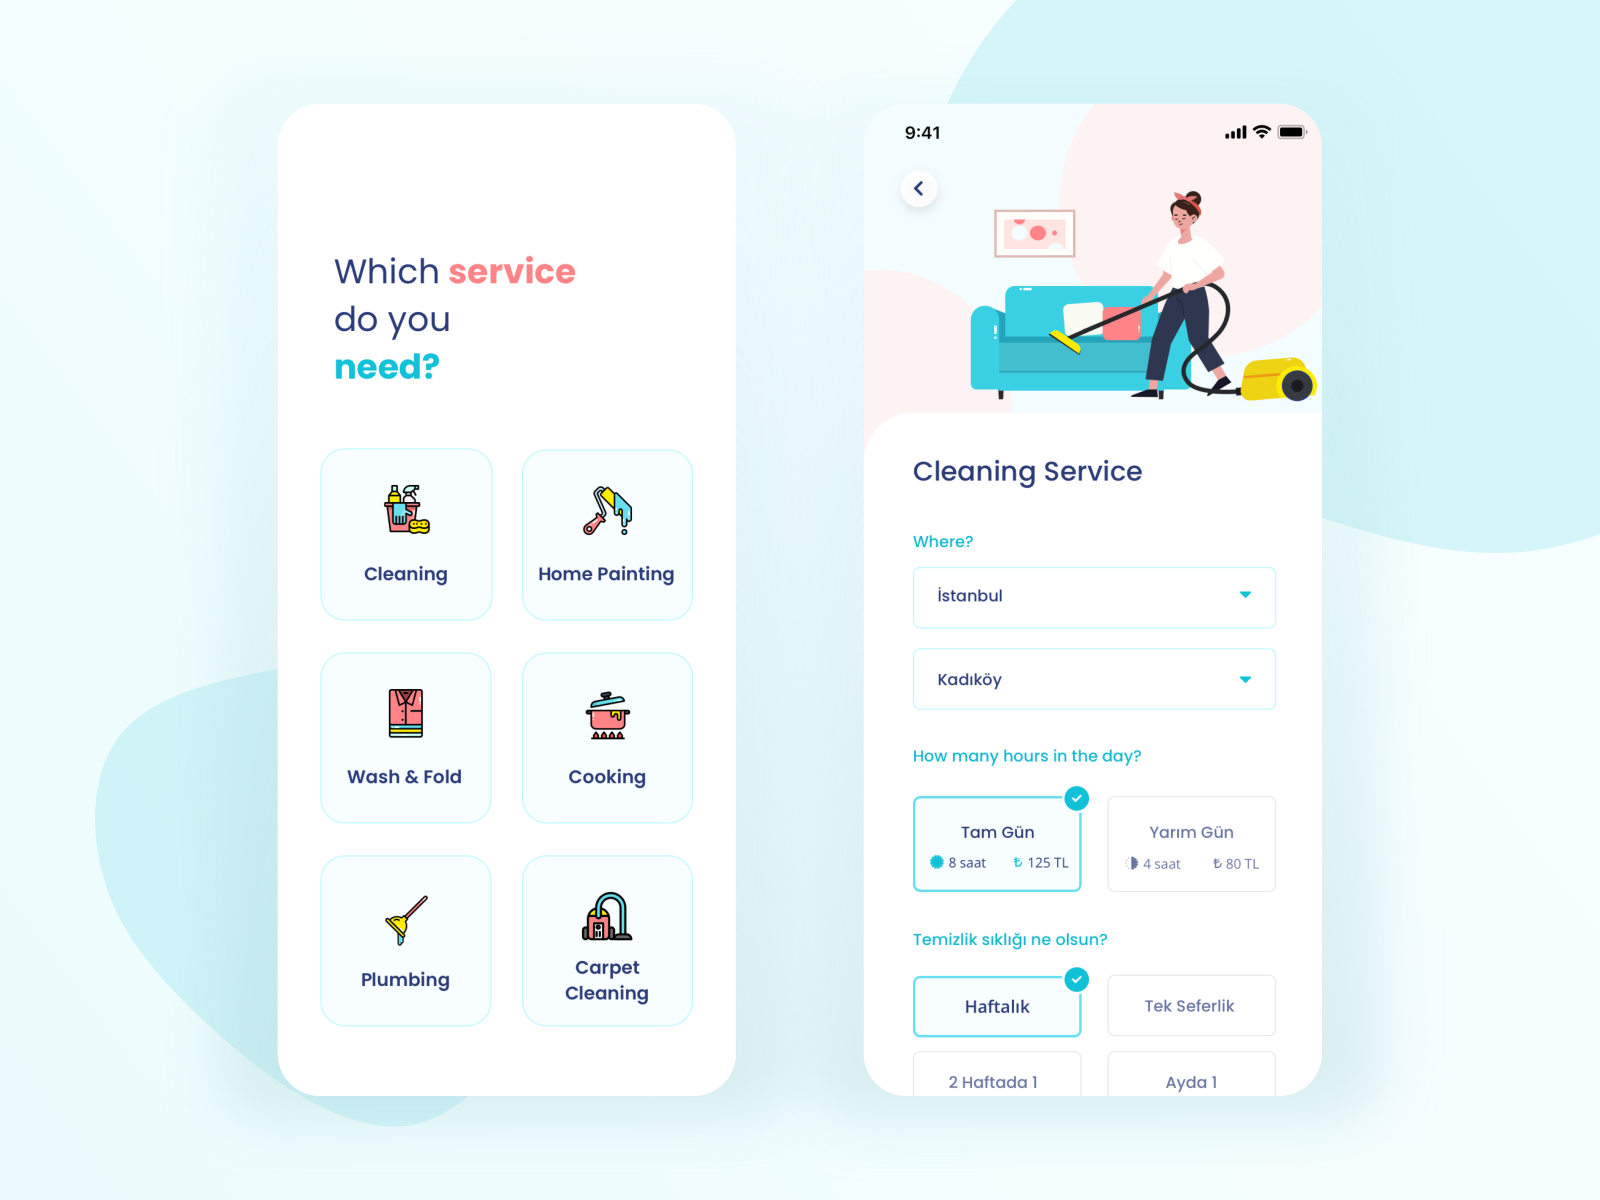 Which service
do you
need?
Cleaning
Home Painting
Wash & Fold
Cooking
Plumbing
Carpet
Cleaning
9:41
Cleaning Service
Where?
İstanbul
Kadıköy
How many hours in the day?
Tam Gün
8 saat
₺ 125 TL
Yarım Gün
4 saat
₺ 80 TL
Temizlik sıklığı ne olsun?
Haftalık
Tek Seferlik
2 Haftada 1
Ayda 1